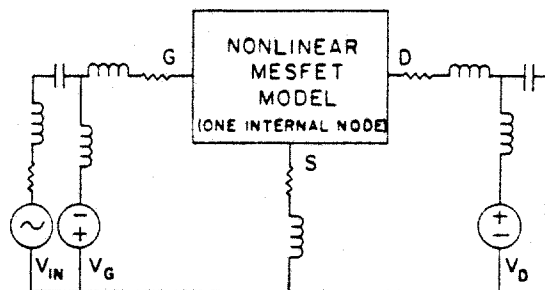 G
NONLINEAR
MESFET
MODEL
(ONE INTERNAL NODE)
D
S
V_IN
V_G
V_D